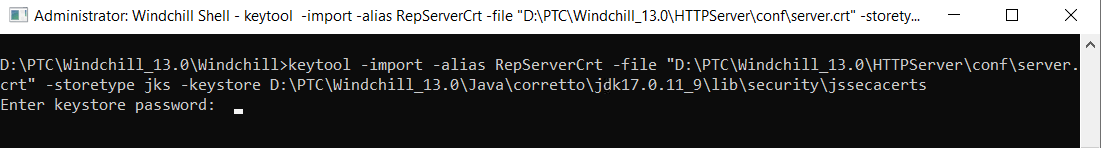 Administrator: Windchill Shell - keytool  -import -alias RepServerCrt -file "D:\PTC\Windchill_13.0\HTTPServer\conf\server.crt" -storety...
D:\PTC\Windchill_13.0\Windchill>keytool -import -alias RepServerCrt -file "D:\PTC\Windchill_13.0\HTTPServer\conf\server.
crt" -storetype jks -keystore D:\PTC\Windchill_13.0\Java\corretto\jdk17.0.11_9\lib\security\jssecacerts
Enter keystore password: